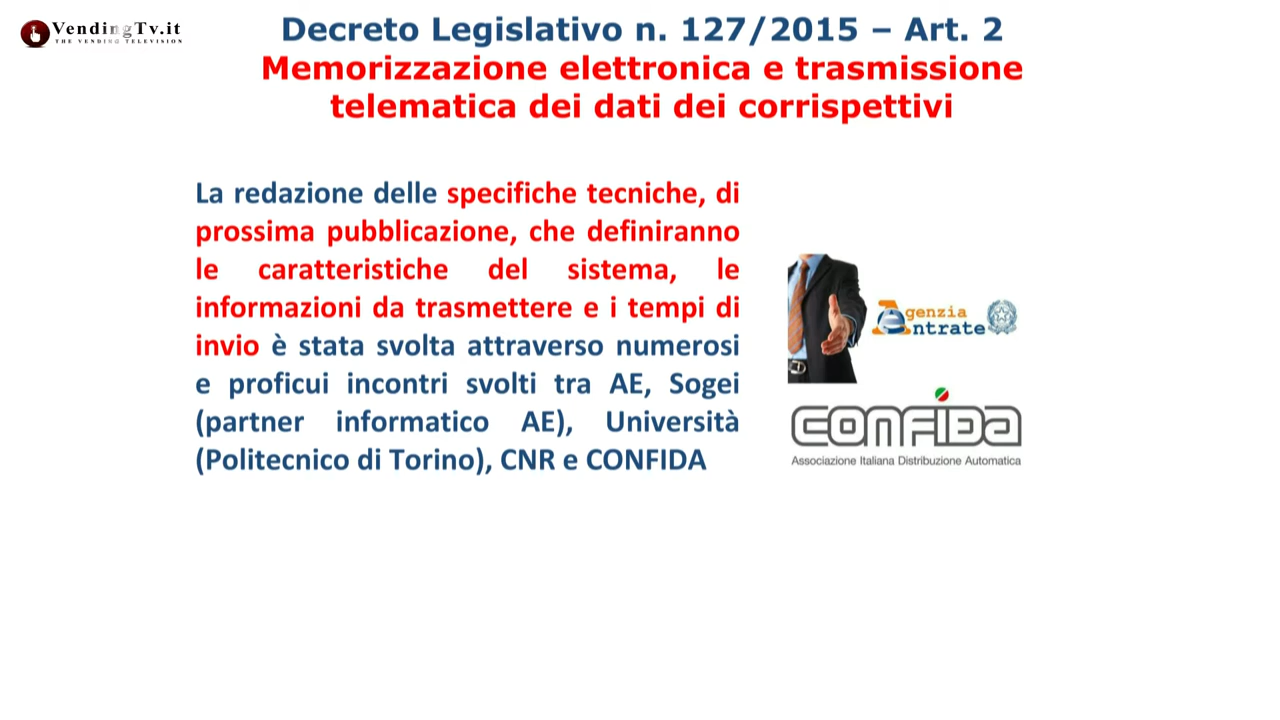 VendingTv.it
THE VENDING TELEVISION
Decreto Legislativo n. 127/2015 – Art. 2
Memorizzazione elettronica e trasmissione
telematica dei dati dei corrispettivi
La redazione delle specifiche tecniche, di
prossima pubblicazione, che definiranno
le caratteristiche del sistema, le
informazioni da trasmettere e i tempi di
invio è stata svolta attraverso numerosi
e proficui incontri svolti tra AE, Sogei
(partner informatico AE), Università
(Politecnico di Torino), CNR e CONFIDA
Agenzia
Entrate
CONFIDA
Associazione Italiana Distribuzione Automatica